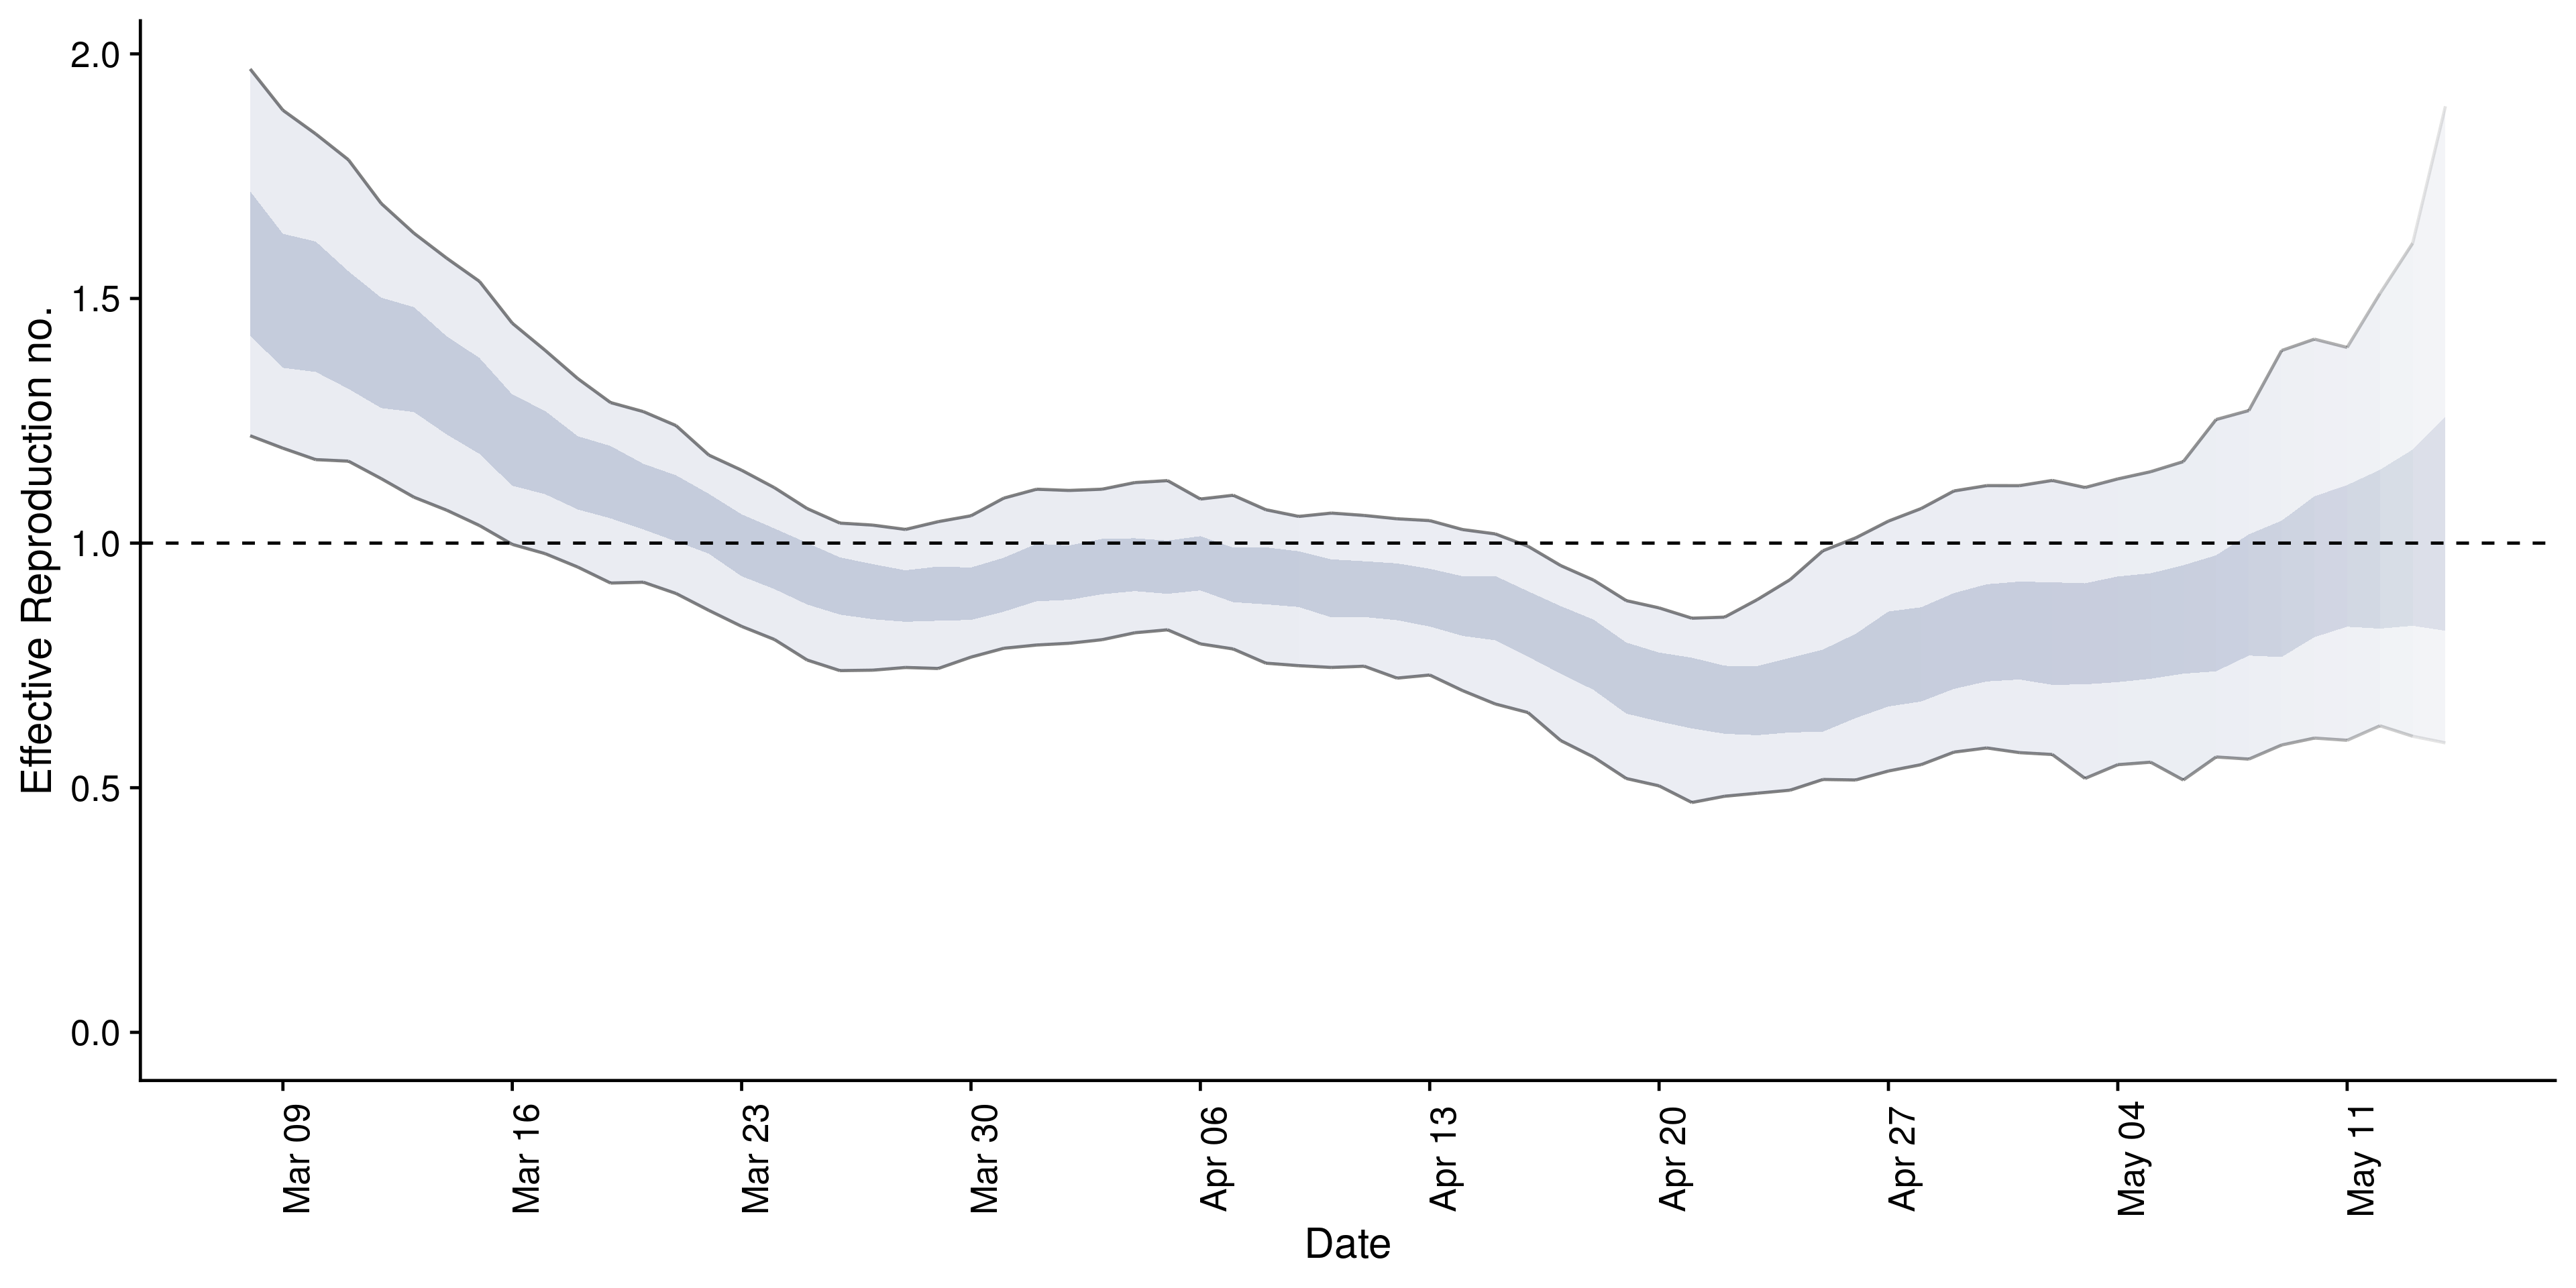 Effective Reproduction no.
2.0
1.5
1.0
0.5
0.0
Mar 09
Mar 16
Mar 23
Mar 30
Apr 06
Apr 13
Apr 20
Apr 27
May 04
May 11
Date